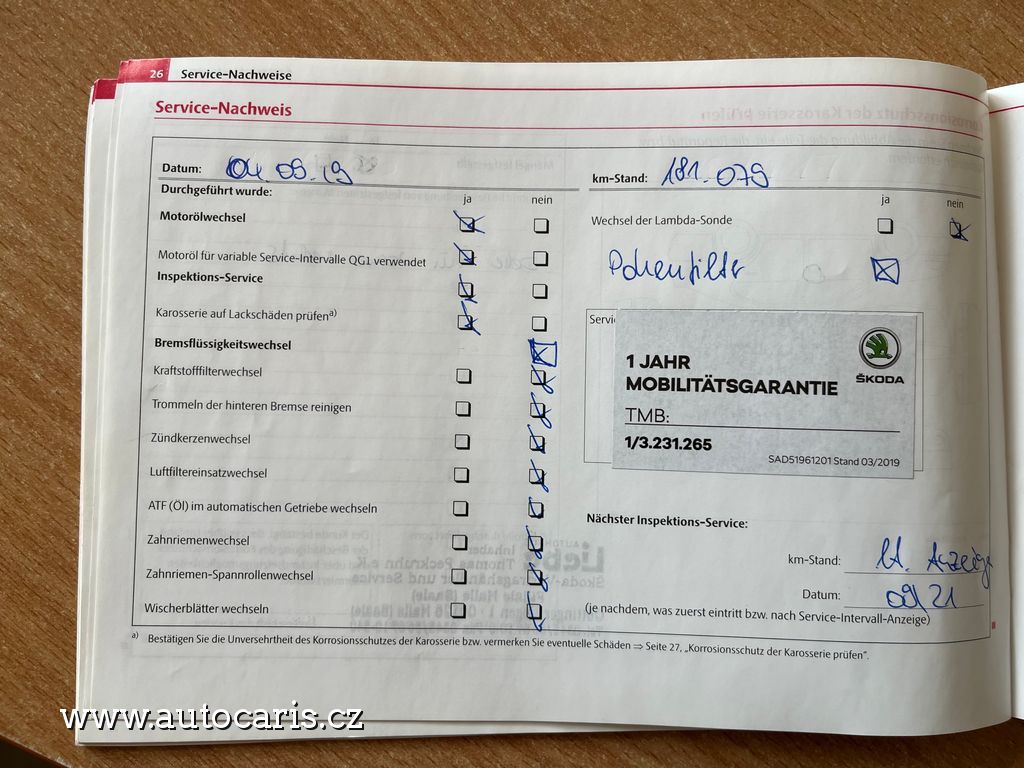 26 Service-Nachweise
Service-Nachweis
Datum: 04 09.19
km-Stand: 181.079
Durchgeführt wurde:
ja nein
ja nein
Motorölwechsel
Wechsel der Lambda-Sonde
Motoröl für variable Service-Intervalle QG1 verwendet
Pollenfilter
Inspektions-Service
Karosserie auf Lackschäden prüfen a)
Bremsflüssigkeitswechsel
Kraftstofffilterwechsel
Trommeln der hinteren Bremse reinigen
Zündkerzenwechsel
Luftfiltereinsatzwechsel
ATF (Öl) im automatischen Getriebe wechseln
Zahnriemenwechsel
Zahnriemen-Spannrollenwechsel
Wischerblätter wechseln
1 JAHR
MOBILITÄTSGARANTIE
ŠKODA
TMB:
1/3.231.265
SAD51961201 Stand 03/2019
Nächster Inspektions-Service:
km-Stand: lt. Anzeige
Datum: 09/21
(je nachdem, was zuerst eintritt bzw. nach Service-Intervall-Anzeige)
a) Bestätigen Sie die Unversehrtheit des Korrosionsschutzes der Karosserie bzw. vermerken Sie eventuelle Schäden ⇒ Seite 27, „Korrosionsschutz der Karosserie prüfen“.
www.autocaris.cz